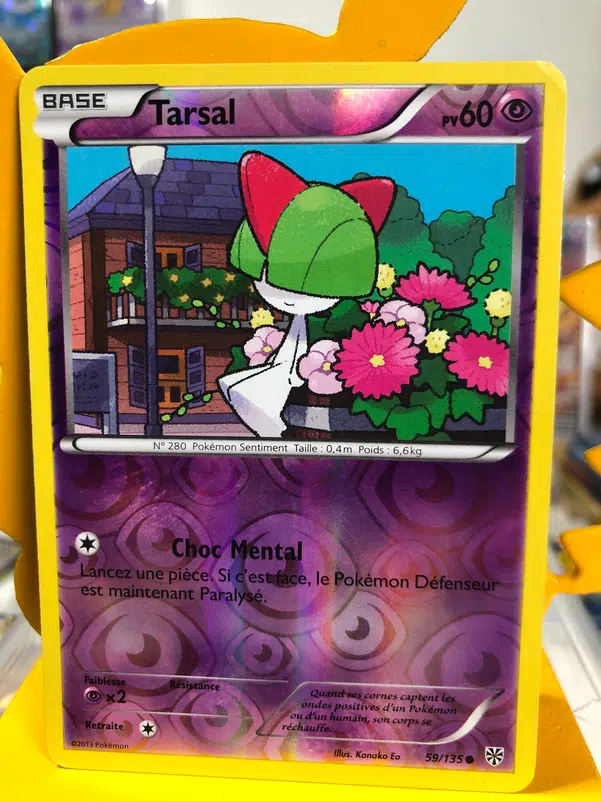 BASE
Tarsal
PV60
N° 280 Pokémon Sentiment Taille : 0,4m Poids : 6,6kg
Choc Mental
Lancez une pièce. Si c'est face, le Pokémon Défenseur
est maintenant Paralysé.
Faiblesse
Résistance
×2
Retraite
Quand ses cornes captent les
ondes positives d'un Pokémon
ou d'un humain, son corps se
réchauffe.
©2013 Pokémon
Illus. Kanako Eo
59/135